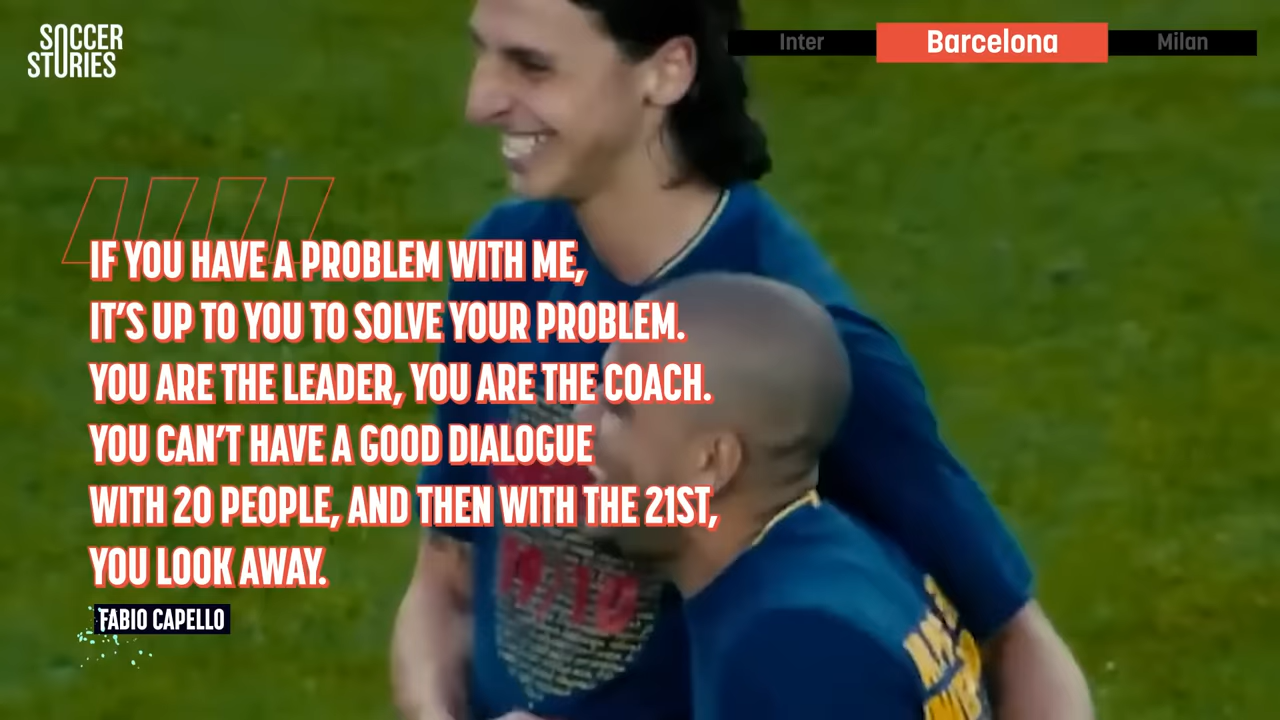 SOCCER
STORIES
Inter
Barcelona
Milan
IF YOU HAVE A PROBLEM WITH ME,
IT'S UP TO YOU TO SOLVE YOUR PROBLEM.
YOU ARE THE LEADER, YOU ARE THE COACH.
YOU CAN'T HAVE A GOOD DIALOGUE
WITH 20 PEOPLE, AND THEN WITH THE 21ST,
YOU LOOK AWAY.
FABIO CAPELLO
09/10